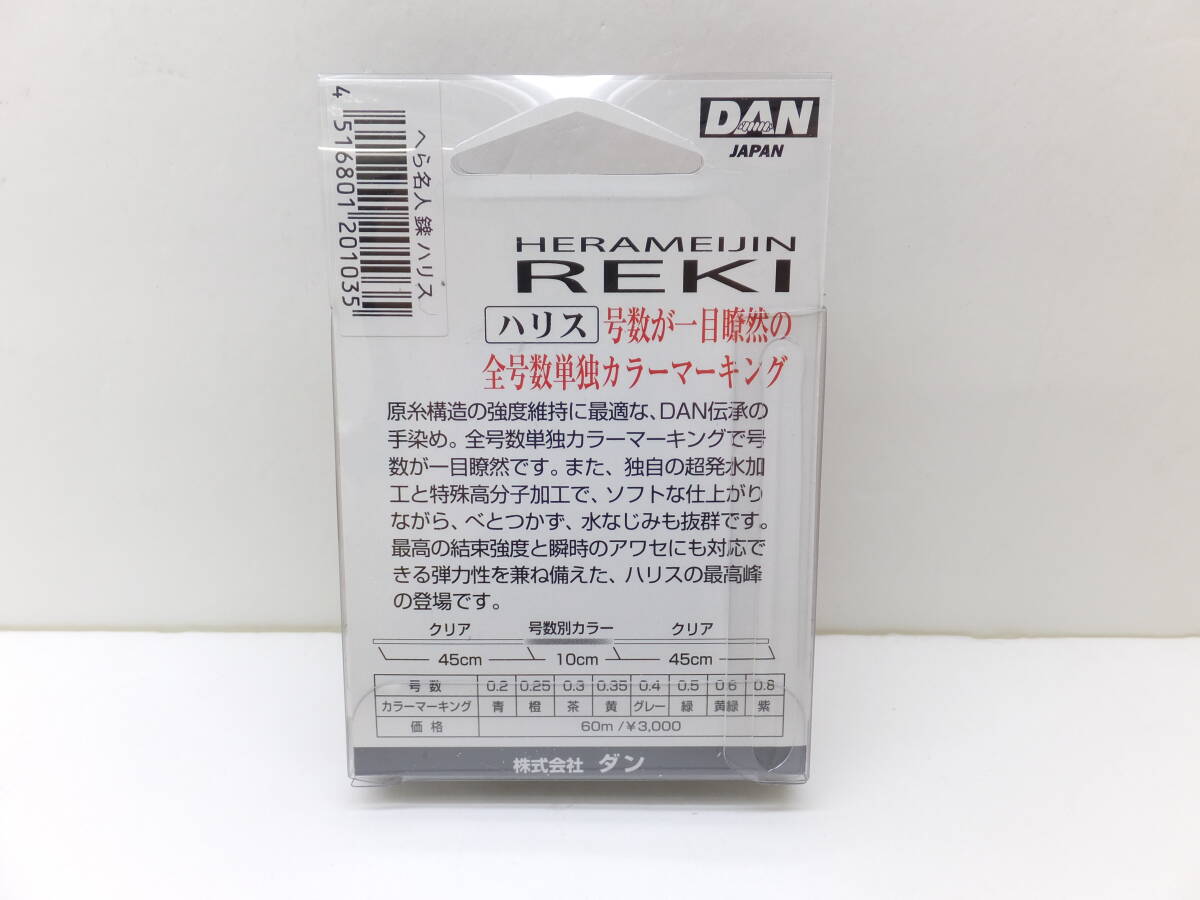 4 516801 201035
へら名人 鎍 ハリス
DAN
JAPAN
HERAMEIJIN
REKI
ハリス 号数が一目瞭然の
全号数単独カラーマーキング
原糸構造の強度維持に最適な、DAN伝承の
手染め。全号数単独カラーマーキングで号
数が一目瞭然です。また、独自の超発水加
工と特殊高分子加工で、ソフトな仕上がり
ながら、べとつかず、水なじみも抜群です。
最高の結束強度と瞬時のアワセにも対応で
きる弾力性を兼ね備えた、ハリスの最高峰
の登場です。
クリア 号数別カラー クリア
45cm 10cm 45cm
号数 0.2 0.25 0.3 0.35 0.4 0.5 0.6 0.8
カラーマーキング 青 橙 茶 黄 グレー 緑 黄緑 紫
価格 60m/¥3,000
株式会社 ダン